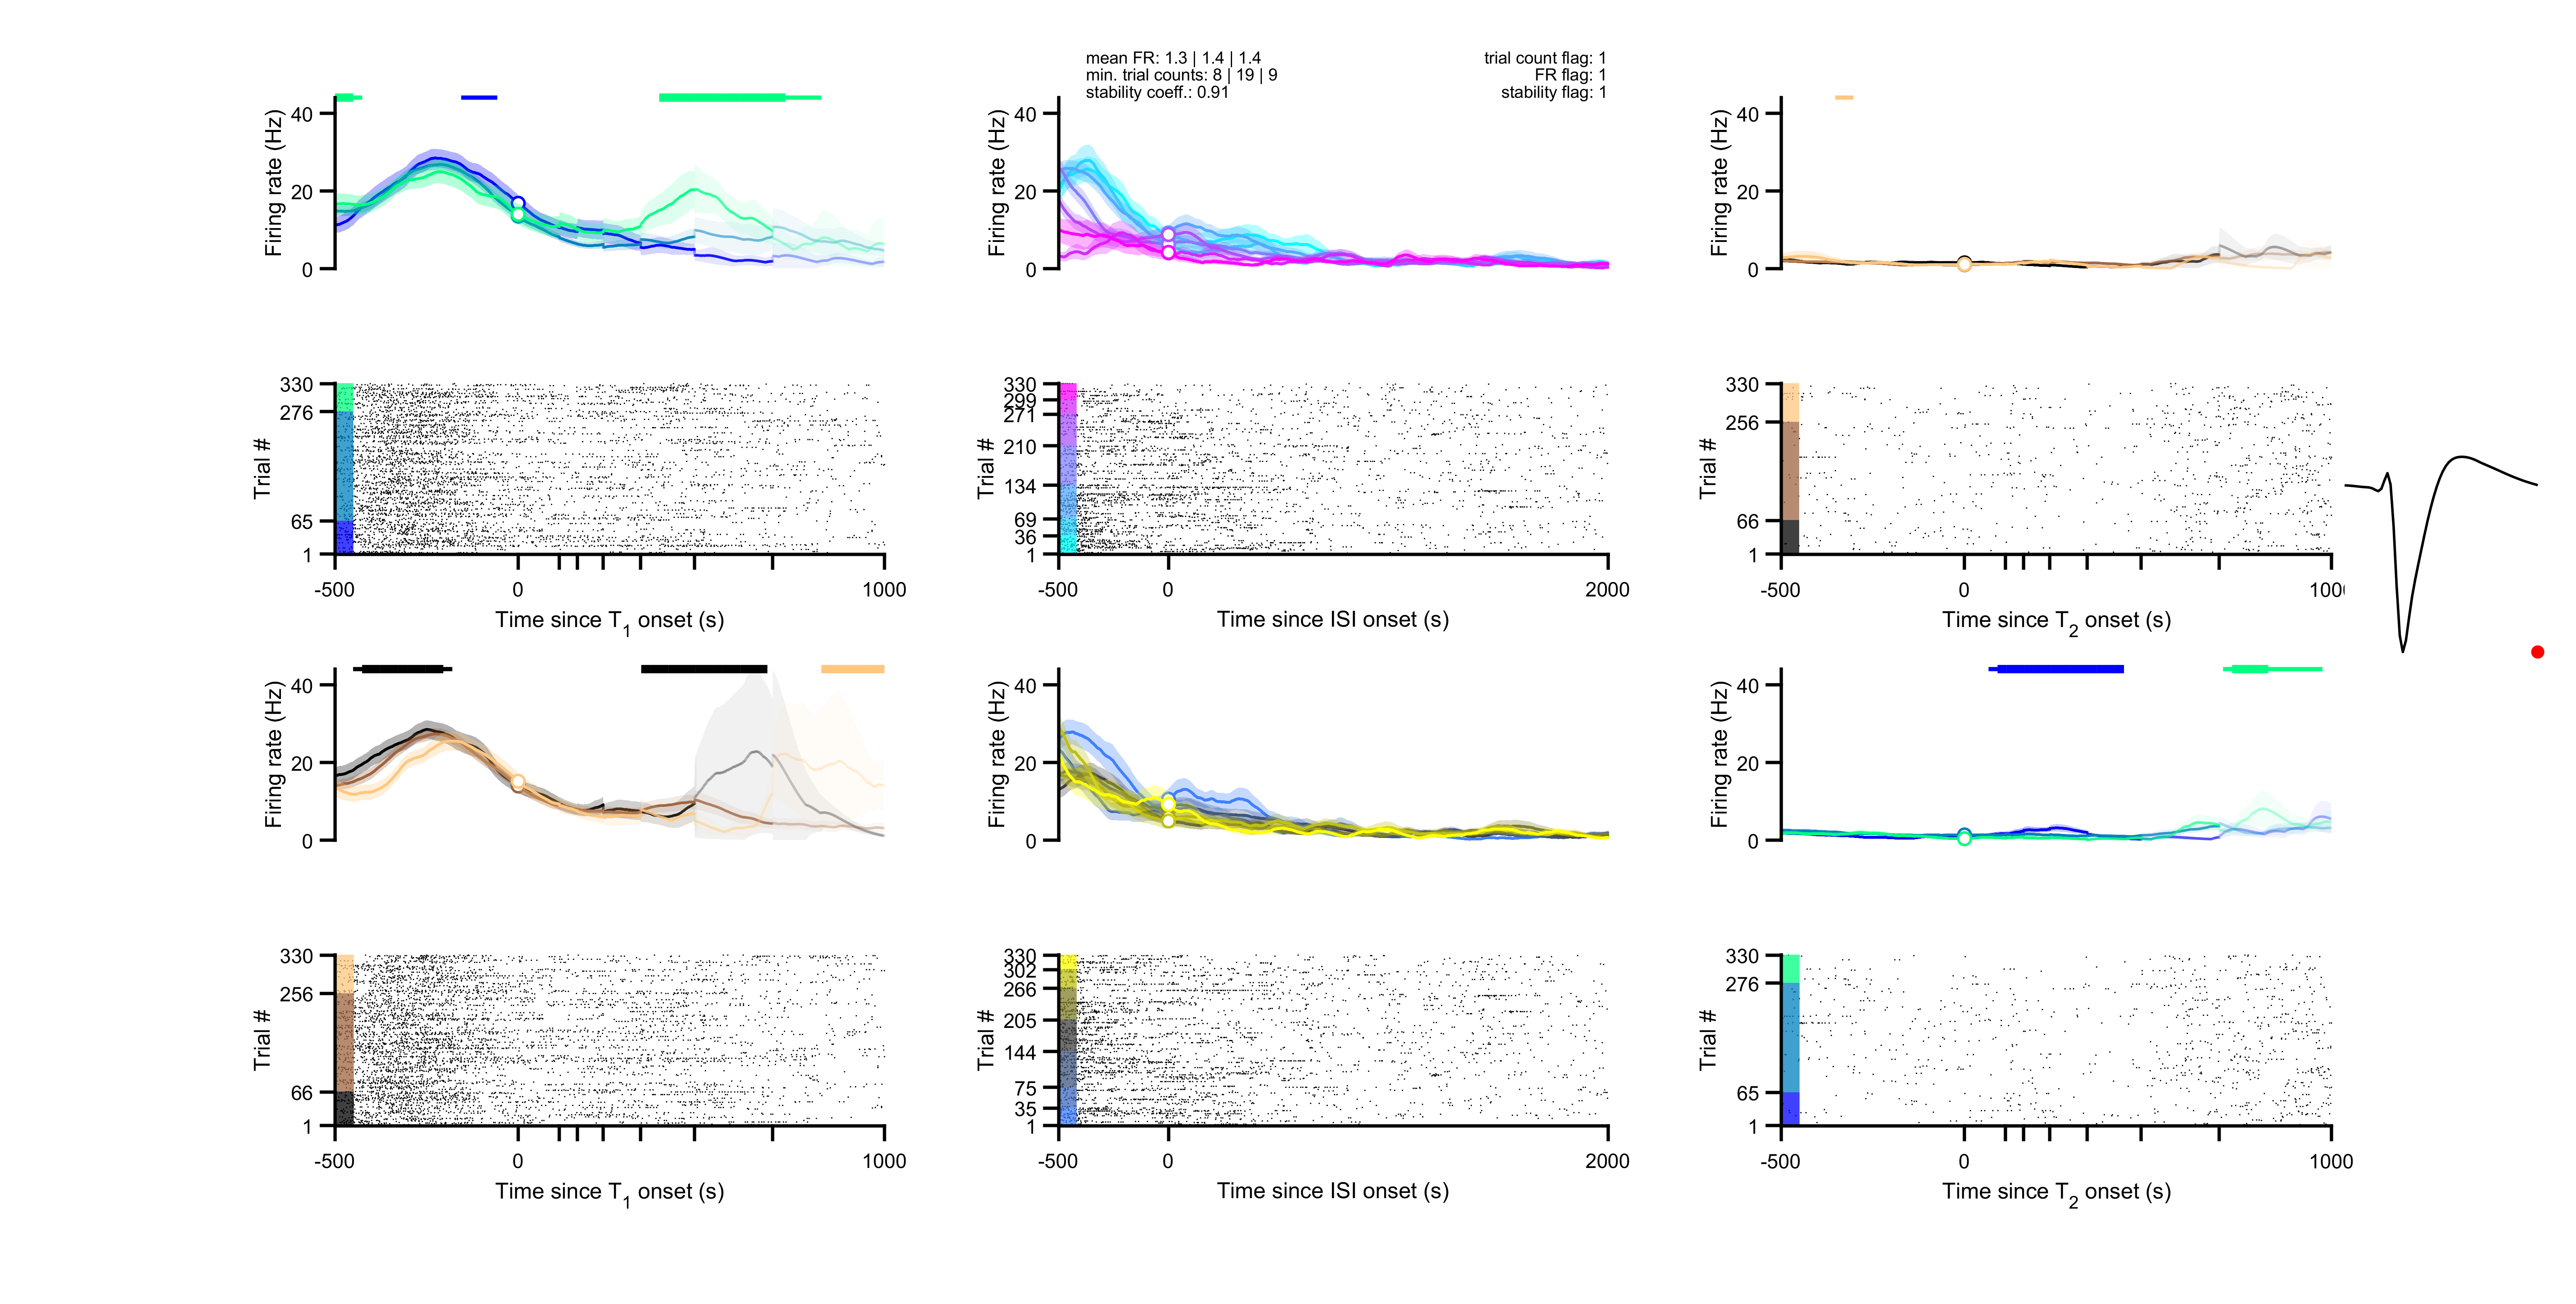 mean FR: 1.3 | 1.4 | 1.4
min. trial counts: 8 | 19 | 9
stability coeff.: 0.91
trial count flag: 1
FR flag: 1
stability flag: 1
Firing rate (Hz)
40
20
0
Firing rate (Hz)
40
20
0
Firing rate (Hz)
40
20
0
Trial #
330
276
65
1
-500 0 1000
Time since T1 onset (s)
Trial #
330
299
271
210
134
69
36
1
-500 0 2000
Time since ISI onset (s)
Trial #
330
256
66
1
-500 0 100
Time since T2 onset (s)
Firing rate (Hz)
40
20
0
Firing rate (Hz)
40
20
0
Firing rate (Hz)
40
20
0
Trial #
330
256
66
1
-500 0 1000
Time since T1 onset (s)
Trial #
330
302
266
205
144
75
35
1
-500 0 2000
Time since ISI onset (s)
Trial #
330
276
65
1
-500 0 1000
Time since T2 onset (s)